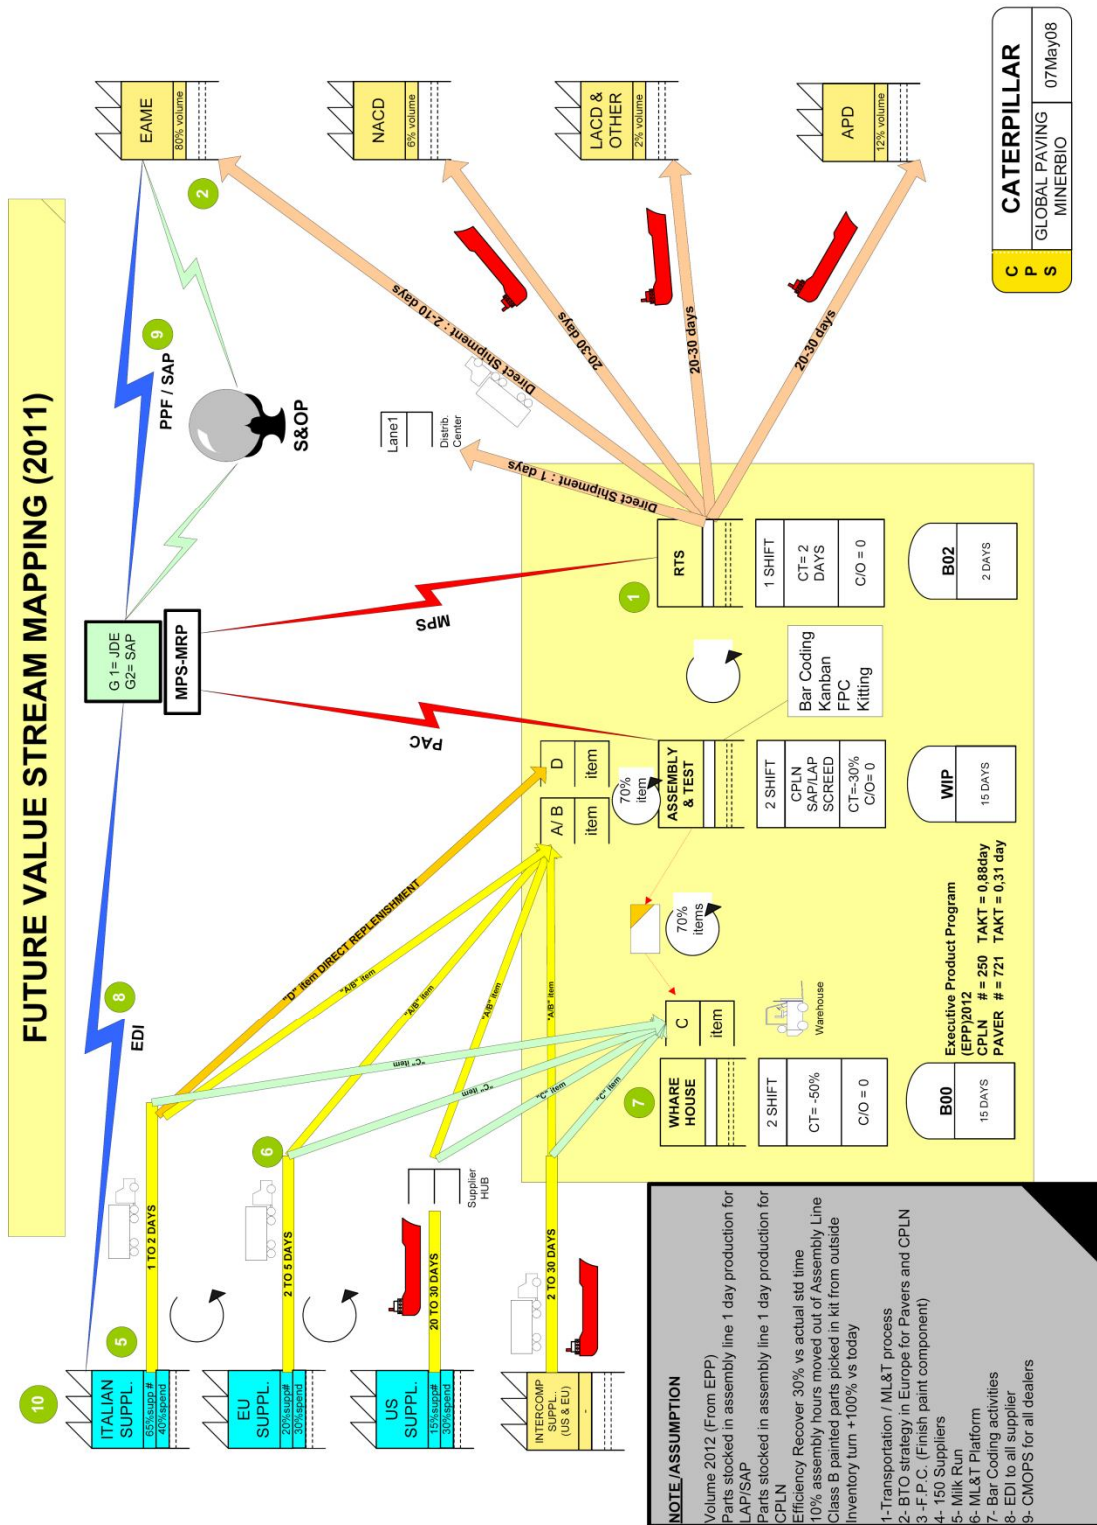 FUTURE VALUE STREAM MAPPING (2011)
10
ITALIAN
SUPPL.
65%supp #
40%spend
5
1 TO 2 DAYS
EDI
8
G 1= JDE
G2= SAP
MPS-MRP
S&OP
PPF / SAP
9
EAME
80% volume
2
EU
SUPPL.
20%supp#
30%spend
2 TO 5 DAYS
6
US
SUPPL.
15%supp#
30%spend
20 TO 30 DAYS
Supplier
HUB
INTERCOMP
SUPPL.
(US & EU)
-
2 TO 30 DAYS
"D" item DIRECT REPLENISHMENT
"A/B" item
"A/B" item
"A/B" item
"A/B" item
"C" item
"C" item
"C" item
"C" item
PAC
MPS
A/ B
item
D
item
70%
item
Lane1
Distrib.
Center
Direct Shipment : 1 days
Direct Shipment : 2-10 days
20-30 days
20-30 days
20-30 days
NACD
6% volume
LACD &
OTHER
2% volume
APD
12% volume
7
WHARE
HOUSE
2 SHIFT
CT= -50%
C/O = 0
B00
15 DAYS
C
item
Warehouse
70%
items
ASSEMBLY
& TEST
2 SHIFT
CPLN
SAP/LAP
SCREED
CT=-30%
C/O= 0
WIP
15 DAYS
Bar Coding
Kanban
FPC
Kitting
1
RTS
1 SHIFT
CT= 2
DAYS
C/O = 0
B02
2 DAYS
Executive Product Program
(EPP)2012
CPLN # = 250 TAKT = 0,88day
PAVER # = 721 TAKT = 0,31 day
NOTE/ASSUMPTION
Volume 2012 (From EPP)
Parts stocked in assembly line 1 day production for
LAP/SAP
Parts stocked in assembly line 1 day production for
CPLN
Efficiency Recover 30% vs actual std time
10% assembly hours moved out of Assembly Line
Class B painted parts picked in kit from outside
Inventory turn +100% vs today
1-Transportation / ML&T process
2- BTO strategy in Europe for Pavers and CPLN
3 -F.P.C. (Finish paint component)
4- 150 Suppliers
5- Milk Run
6- ML&T Platform
7- Bar Coding activities
8- EDI to all supplier
9- CMOPS for all dealers
C
P
S
CATERPILLAR
GLOBAL PAVING
MINERBIO
07May08